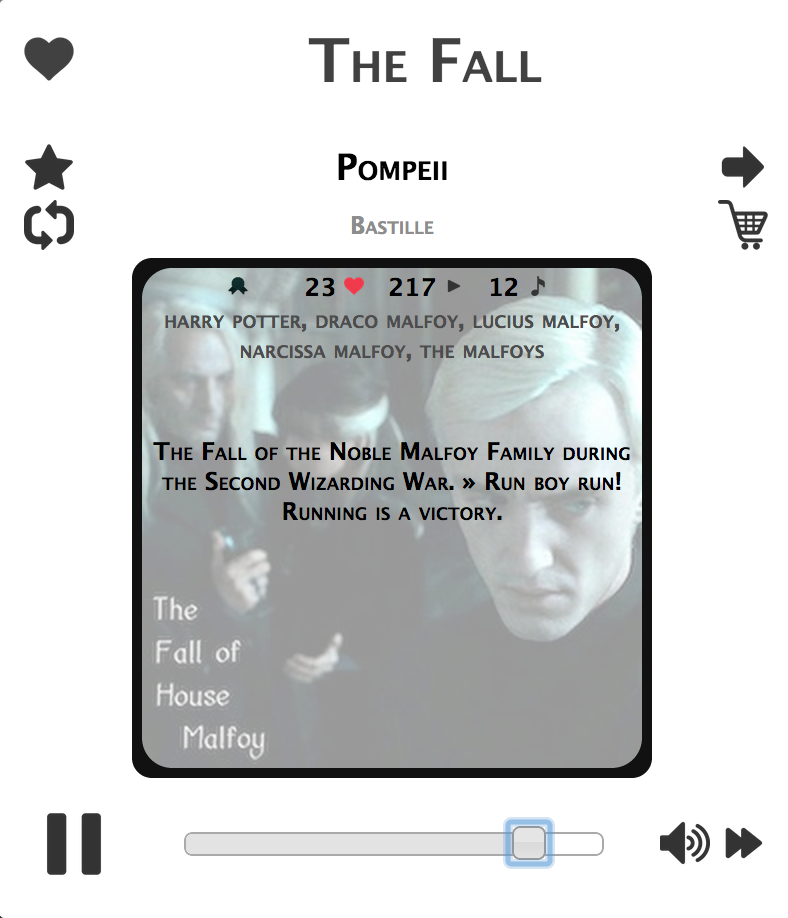 The Fall
Pompeii
Bastille
23 217 12
harry potter, draco malfoy, lucius malfoy,
narcissa malfoy, the malfoys
The Fall of the Noble Malfoy Family during
the Second Wizarding War. » Run boy run!
Running is a victory.
The
Fall of
House
Malfoy